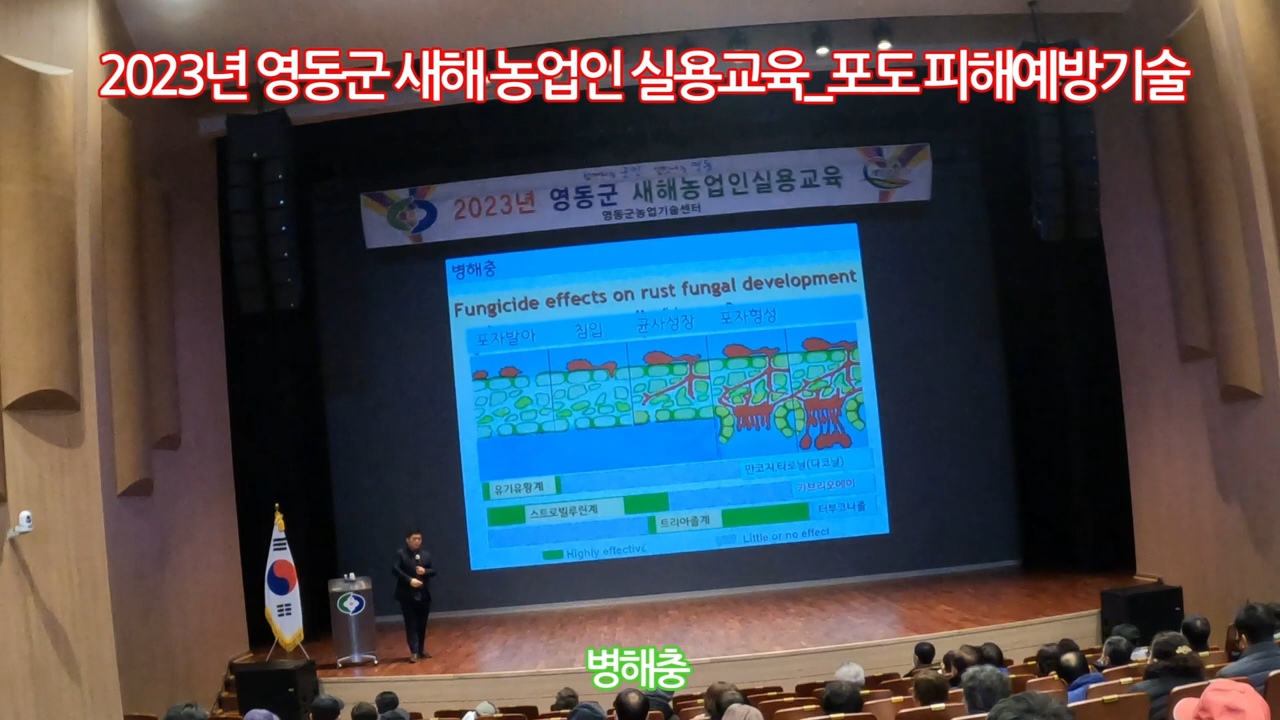 2023년 영동군 새해 농업인 실용교육_포도 피해예방기술
2023년 영동군 새해농업인실용교육
영동군농업기술센터
병해충
Fungicide effects on rust fungal development
포자발아 침입 균사성장 포자형성
만코지,타로닐(다코닐)
유기유황계
카브리오에이
스트로빌루린계
트리아졸계
터부코나졸
Highly effective
Little or no effect
병해충